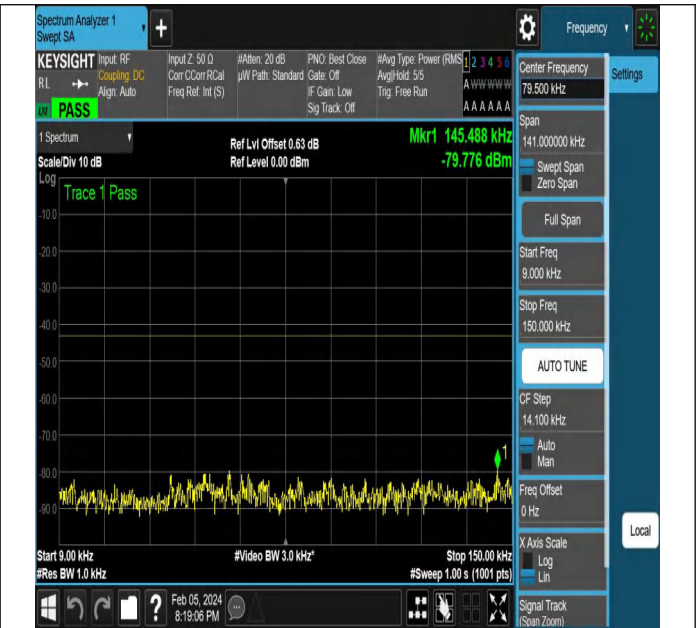 Spectrum Analyzer 1
Swept SA
+
Frequency
KEYSIGHT
RL
PASS
Input: RF
Coupling: DC
Align: Auto
Input Z: 50 Ω
Corr CCorr RCal
Freq Ref: Int (S)
#Atten: 20 dB
µW Path: Standard
PNO: Best Close
Gate: Off
IF Gain: Low
Sig Track: Off
#Avg Type: Power (RMS
Avg|Hold: 5/5
Trig: Free Run
1 2 3 4 5 6
A W W W W W
A A A A A A
1 Spectrum
Scale/Div 10 dB
Ref Lvl Offset 0.63 dB
Ref Level 0.00 dBm
Mkr1 145.488 kHz
-79.776 dBm
Log
Trace 1 Pass
-10.0
-20.0
-30.0
-40.0
-50.0
-60.0
-70.0
-80.0
-90.0
1
Start 9.00 kHz
#Res BW 1.0 kHz
#Video BW 3.0 kHz*
Stop 150.00 kHz
#Sweep 1.00 s (1001 pts)
Feb 05, 2024
8:19:06 PM
?
Center Frequency
79.500 kHz
Settings
Span
141.000000 kHz
Swept Span
Zero Span
Full Span
Start Freq
9.000 kHz
Stop Freq
150.000 kHz
AUTO TUNE
CF Step
14.100 kHz
Auto
Man
Freq Offset
0 Hz
X Axis Scale
Log
Lin
Local
Signal Track
(Span Zoom)